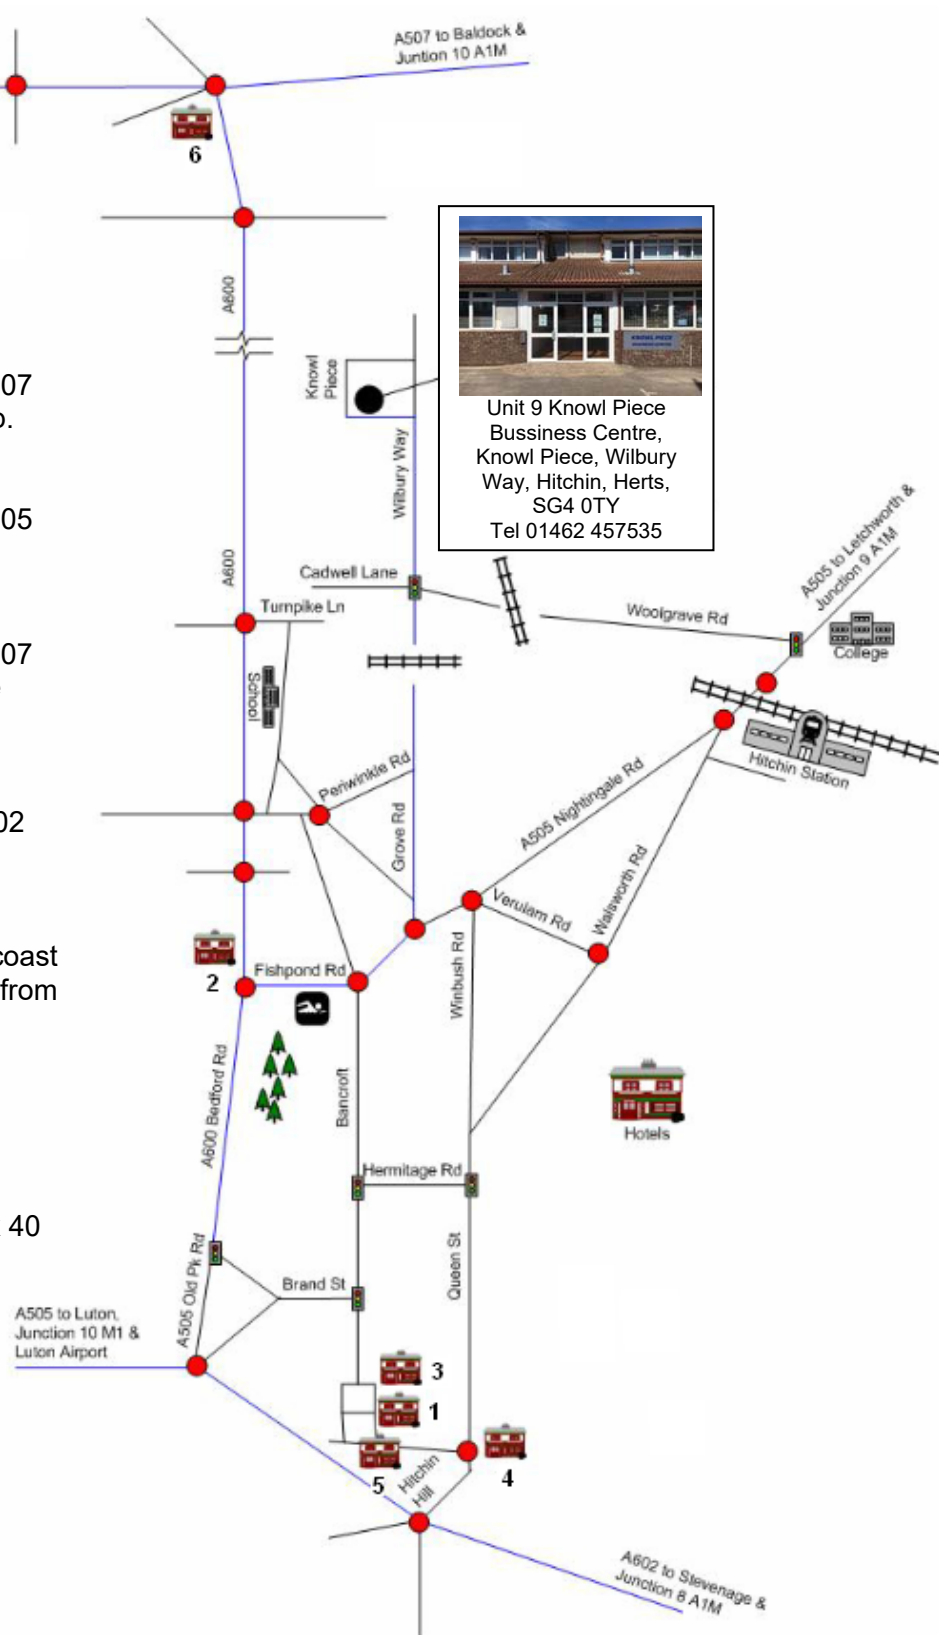 A507 to Baldock &
Juntion 10 A1M
6
A600
07
o.
Knowl
Piece
KNOWL PIECE
Unit 9 Knowl Piece
Bussiness Centre,
Knowl Piece, Wilbury
Way, Hitchin, Herts,
SG4 0TY
Tel 01462 457535
Wilbury Way
05
A505 to Letchworth &
Junction 9 A1M
A600
Cadwell Lane
Turnpike Ln
Woolgrave Rd
College
07
School
Hitchin Station
Periwinkle Rd
A505 Nightingale Rd
02
Grove Rd
Verulam Rd
Walsworth Rd
coast
from
2
Fishpond Rd
Winbush Rd
A600 Bedford Rd
Bancroft
Hotels
Hermitage Rd
40
A505 Old Pk Rd
Brand St
Queen St
A505 to Luton,
Junction 10 M1 &
Luton Airport
3
1
5
Hitchin
Hill
4
A602 to Stevenage &
Junction 8 A1M